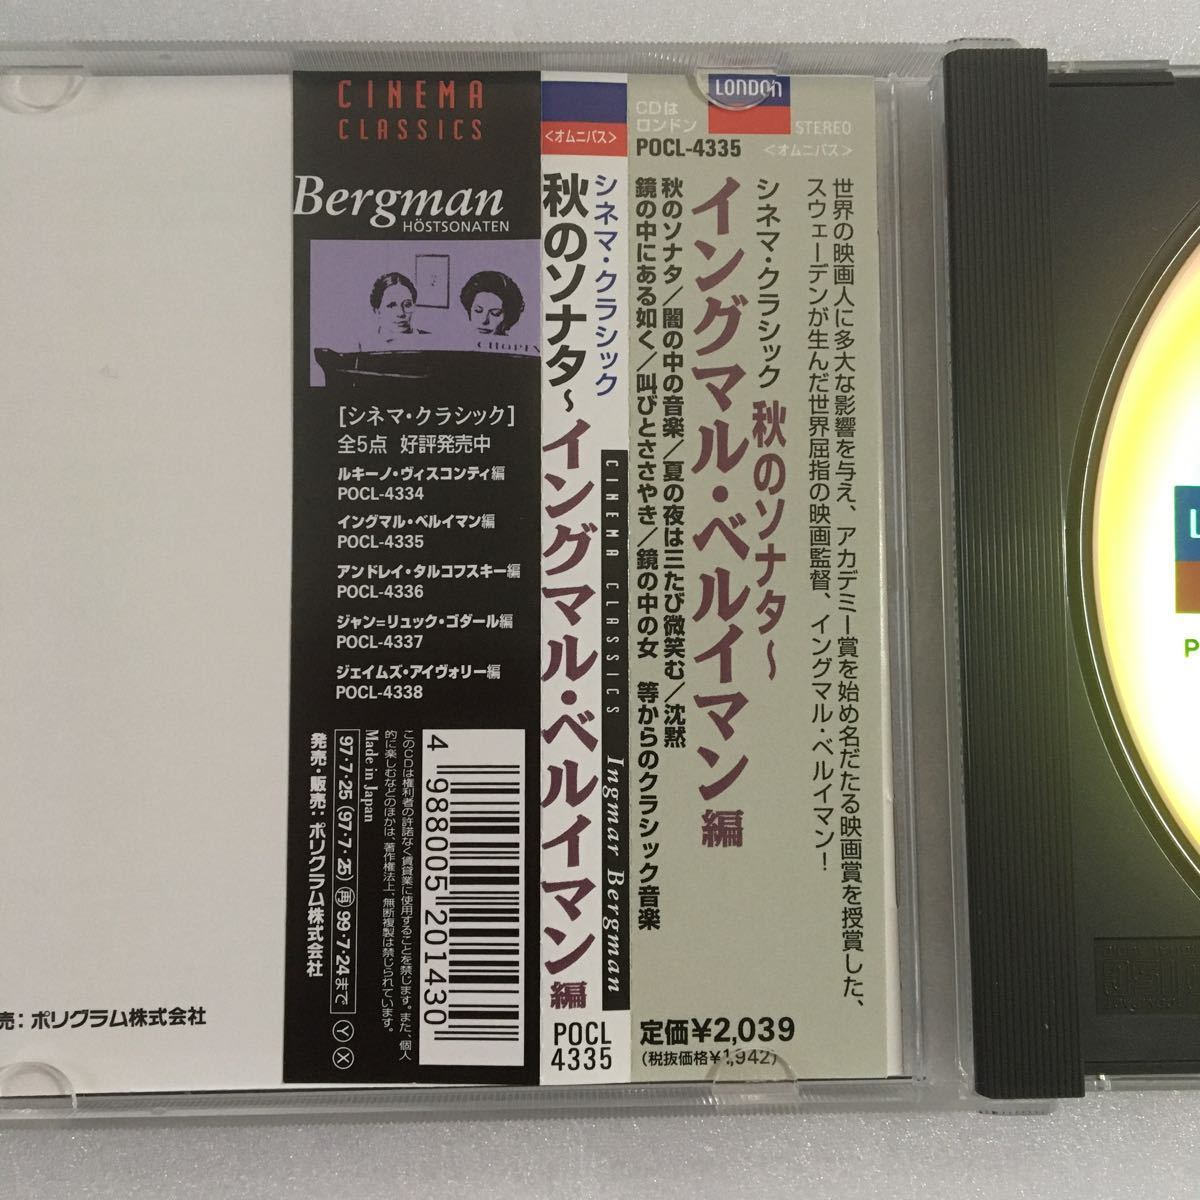 CINEMA
CLASSICS
Bergman
HÖSTSONATEN
CHOPIN
[シネマ・クラシック]
全5点 好評発売中
ルキーノ・ヴィスコンティ編
POCL-4334
イングマル・ベルイマン編
POCL-4335
アンドレイ・タルコフスキー編
POCL-4336
ジャン=リュック・ゴダール編
POCL-4337
ジェイムズ・アイヴォリー編
POCL-4338
4988005201430
このCDは権利者の許諾なく賃貸業に使用することを禁じます。また、個人
的に楽しむなどのほかは、著作権法上、無断複製は禁じられています。
Made in Japan
97・7・25 (97・7・25) 再 99・7・24まで Y X
発売・販売:ポリグラム株式会社
<オムニバス>
シネマ・クラシック
秋のソナタ~イングマル・ベルイマン編
CINEMA CLASSICS Ingmar Bergman
POCL
4335
CDは
ロンドン
LONDON
STEREO
POCL-4335
<オムニバス>
世界の映画人に多大な影響を与え、アカデミー賞を始め名だたる映画賞を授賞した、
スウェーデンが生んだ世界屈指の映画監督、イングマル・ベルイマン!
シネマ・クラシック 秋のソナタ~
イングマル・ベルイマン編
秋のソナタ/闇の中の音楽/夏の夜は三たび微笑む/沈黙
鏡の中にある如く/叫びとささやき/鏡の中の女 等からのクラシック音楽
定価¥2,039
(税抜価格¥1,942)
売:ポリグラム株式会社
L
P